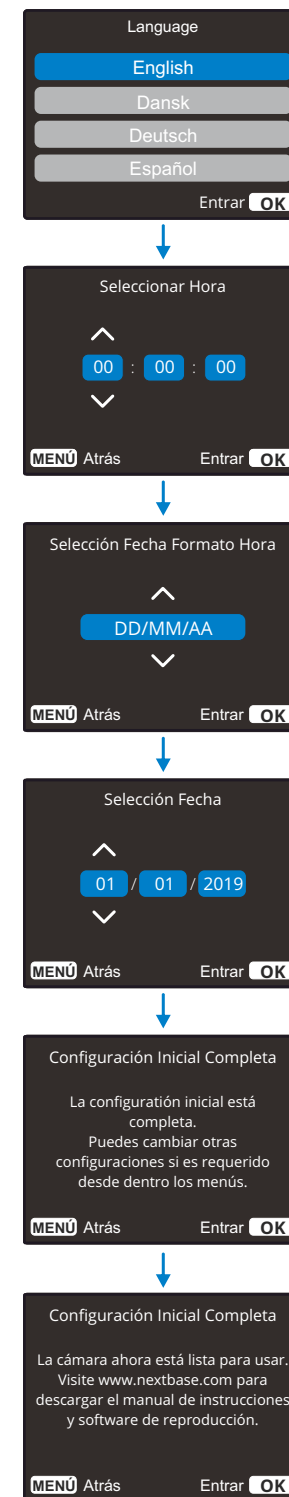 Language
English
Dansk
Deutsch
Español
Entrar OK
Seleccionar Hora
00 : 00 : 00
MENÚ Atrás Entrar OK
Selección Fecha Formato Hora
DD/MM/AA
MENÚ Atrás Entrar OK
Selección Fecha
01 / 01 / 2019
MENÚ Atrás Entrar OK
Configuración Inicial Completa
La configuratión inicial está
completa.
Puedes cambiar otras
configuraciones si es requerido
desde dentro los menús.
MENÚ Atrás Entrar OK
Configuración Inicial Completa
La cámara ahora está lista para usar.
Visite www.nextbase.com para
descargar el manual de instrucciones
y software de reproducción.
MENÚ Atrás Entrar OK